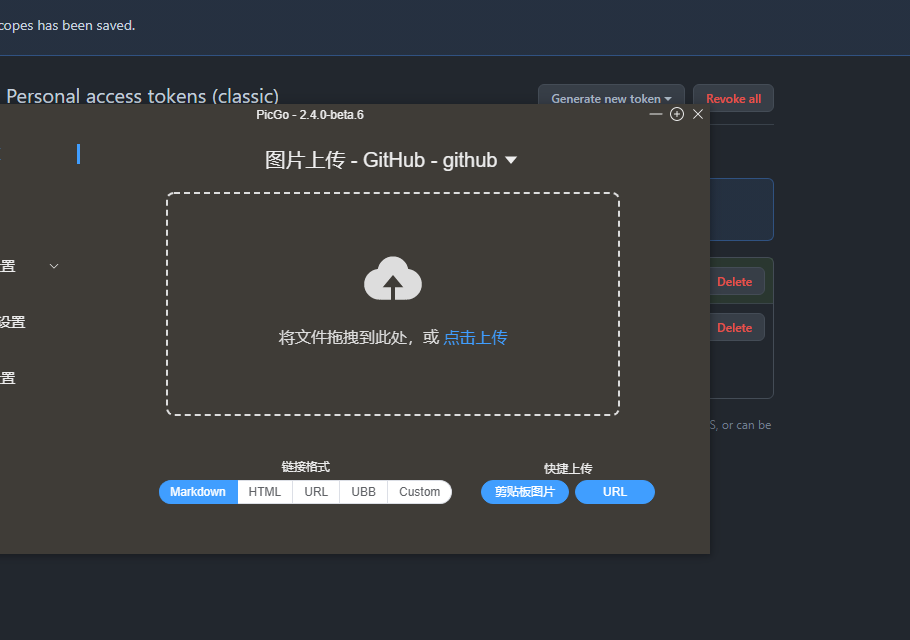 copes has been saved.
Personal access tokens (classic)
Generate new token
Revoke all
PicGo - 2.4.0-beta.6
图片上传 - GitHub - github
置
设置
置
将文件拖拽到此处，或 点击上传
Delete
Delete
S, or can be
链接格式
快捷上传
Markdown
HTML
URL
UBB
Custom
剪贴板图片
URL